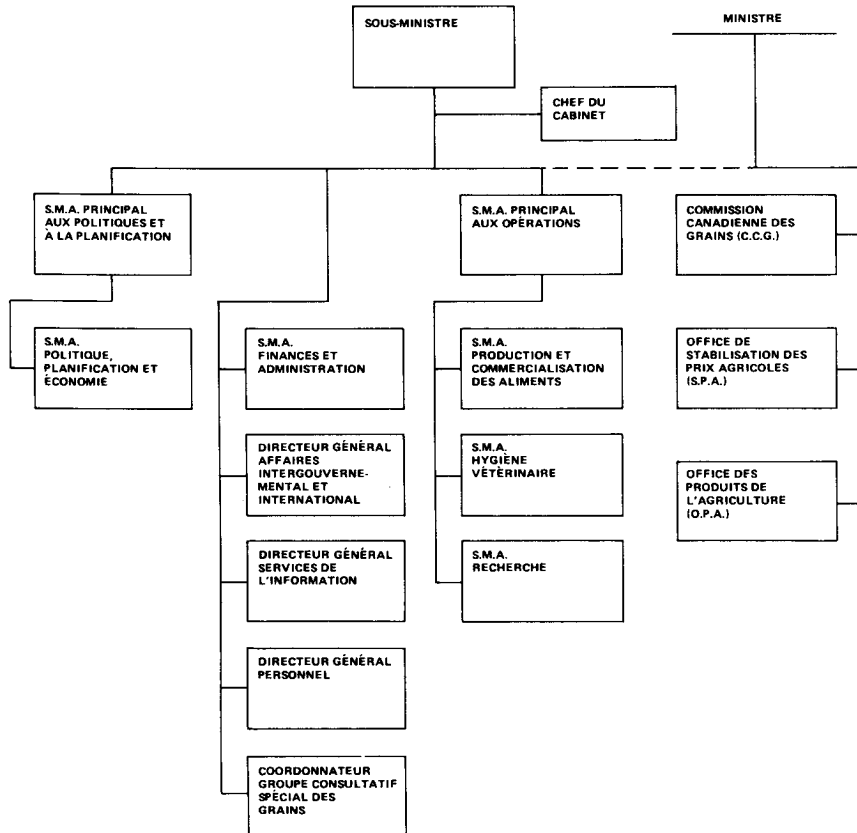 SOUS-MINISTRE
MINISTRE
CHEF DU
CABINET
S.M.A. PRINCIPAL
AUX POLITIQUES ET
À LA PLANIFICATION
S.M.A. PRINCIPAL
AUX OPÉRATIONS
COMMISSION
CANADIENNE DES
GRAINS (C.C.G.)
S.M.A.
POLITIQUE,
PLANIFICATION ET
ÉCONOMIE
S.M.A.
FINANCES ET
ADMINISTRATION
S.M.A.
PRODUCTION ET
COMMERCIALISATION
DES ALIMENTS
OFFICE DE
STABILISATION DES
PRIX AGRICOLES
(S.P.A.)
DIRECTEUR GÉNÉRAL
AFFAIRES
INTERGOUVERNE-
MENTAL ET
INTERNATIONAL
S.M.A.
HYGIÈNE
VÉTÈRINAIRE
OFFICE DES
PRODUITS DE
L'AGRICULTURE
(O.P.A.)
DIRECTEUR GÉNÉRAL
SERVICES DE
L'INFORMATION
S.M.A.
RECHERCHE
DIRECTEUR GÉNÉRAL
PERSONNEL
COORDONNATEUR
GROUPE CONSULTATIF
SPÉCIAL DES
GRAINS